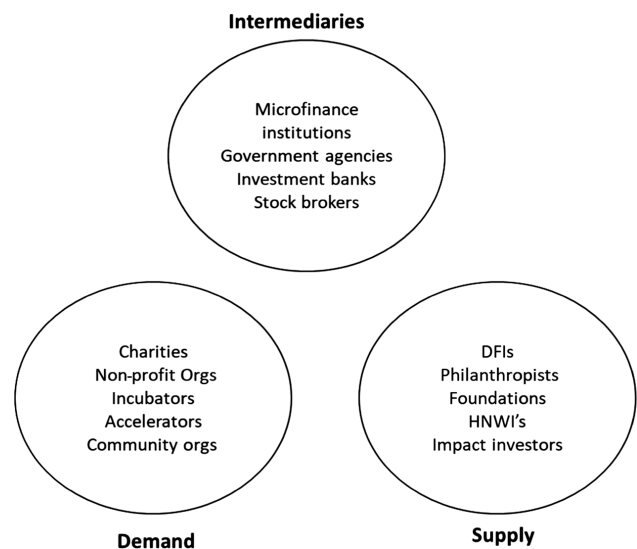 Intermediaries
Microfinance
institutions
Government agencies
Investment banks
Stock brokers
Charities
Non-profit Orgs
Incubators
Accelerators
Community orgs
Demand
DFIs
Philanthropists
Foundations
HNWI's
Impact investors
Supply